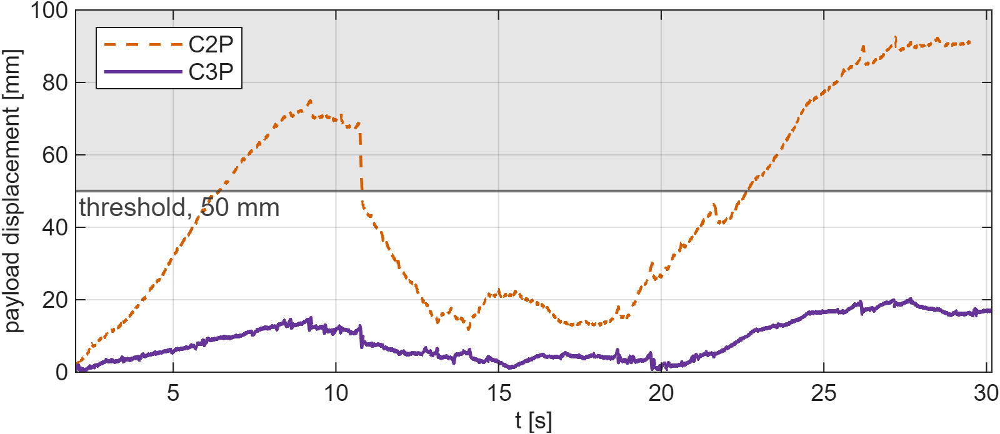 100
80
60
40
20
0
payload displacement [mm]
C2P
C3P
threshold, 50 mm
5 10 15 20 25 30
t [s]